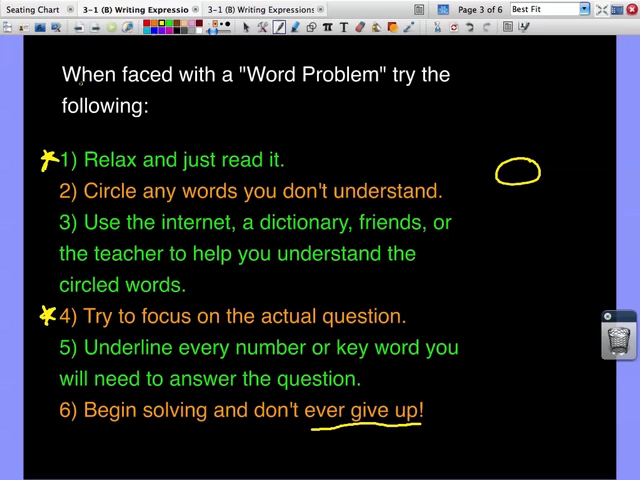 Seating Chart
3-1 (B) Writing Expressio
3-1 (B) Writing Expressions
Page 3 of 6
Best Fit
When faced with a "Word Problem" try the
following:
1) Relax and just read it.
2) Circle any words you don't understand.
3) Use the internet, a dictionary, friends, or
the teacher to help you understand the
circled words.
4) Try to focus on the actual question.
5) Underline every number or key word you
will need to answer the question.
6) Begin solving and don't ever give up!